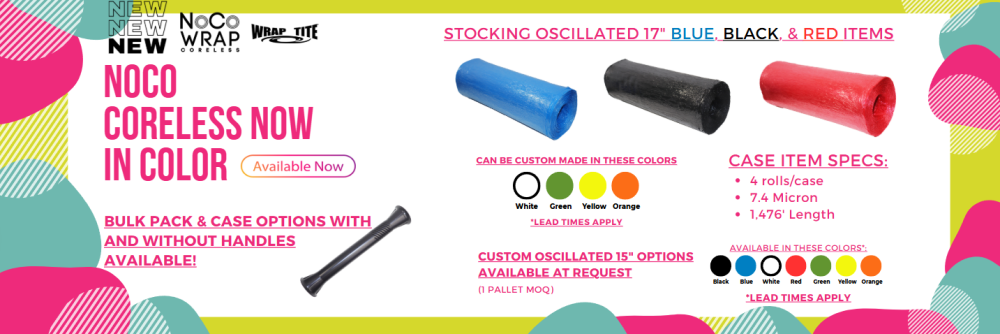 NEW
NEW
NEW
NOCO
WRAP
CORELESS
WRAP TITE
NOCO
CORELESS NOW
IN COLOR
Available Now
BULK PACK & CASE OPTIONS WITH
AND WITHOUT HANDLES
AVAILABLE!
STOCKING OSCILLATED 17" BLUE, BLACK, & RED ITEMS
CAN BE CUSTOM MADE IN THESE COLORS
White Green Yellow Orange
*LEAD TIMES APPLY
CASE ITEM SPECS:
• 4 rolls/case
• 7.4 Micron
• 1,476' Length
CUSTOM OSCILLATED 15" OPTIONS
AVAILABLE AT REQUEST
(1 PALLET MOQ)
AVAILABLE IN THESE COLORS*:
Black Blue White Red Green Yellow Orange
*LEAD TIMES APPLY